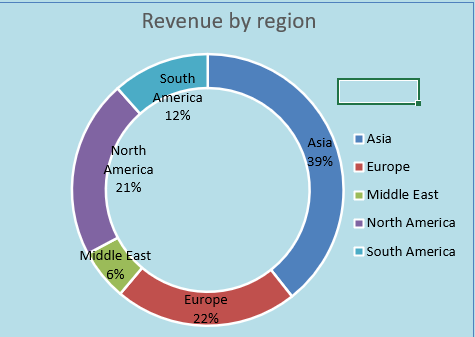 Revenue by region
South
America
12%
Asia
39%
North
America
21%
Middle East
6%
Europe
22%
Asia
Europe
Middle East
North America
South America